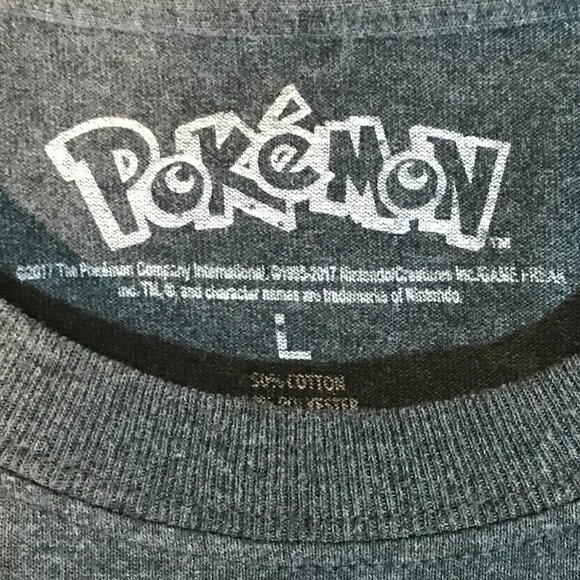 POKéMON
™
©2017 The Pokémon Company International. ©1995-2017 Nintendo/Creatures Inc./GAME FREAK
inc. TM, ®, and character names are trademarks of Nintendo.
L
50% COTTON
POLYESTER